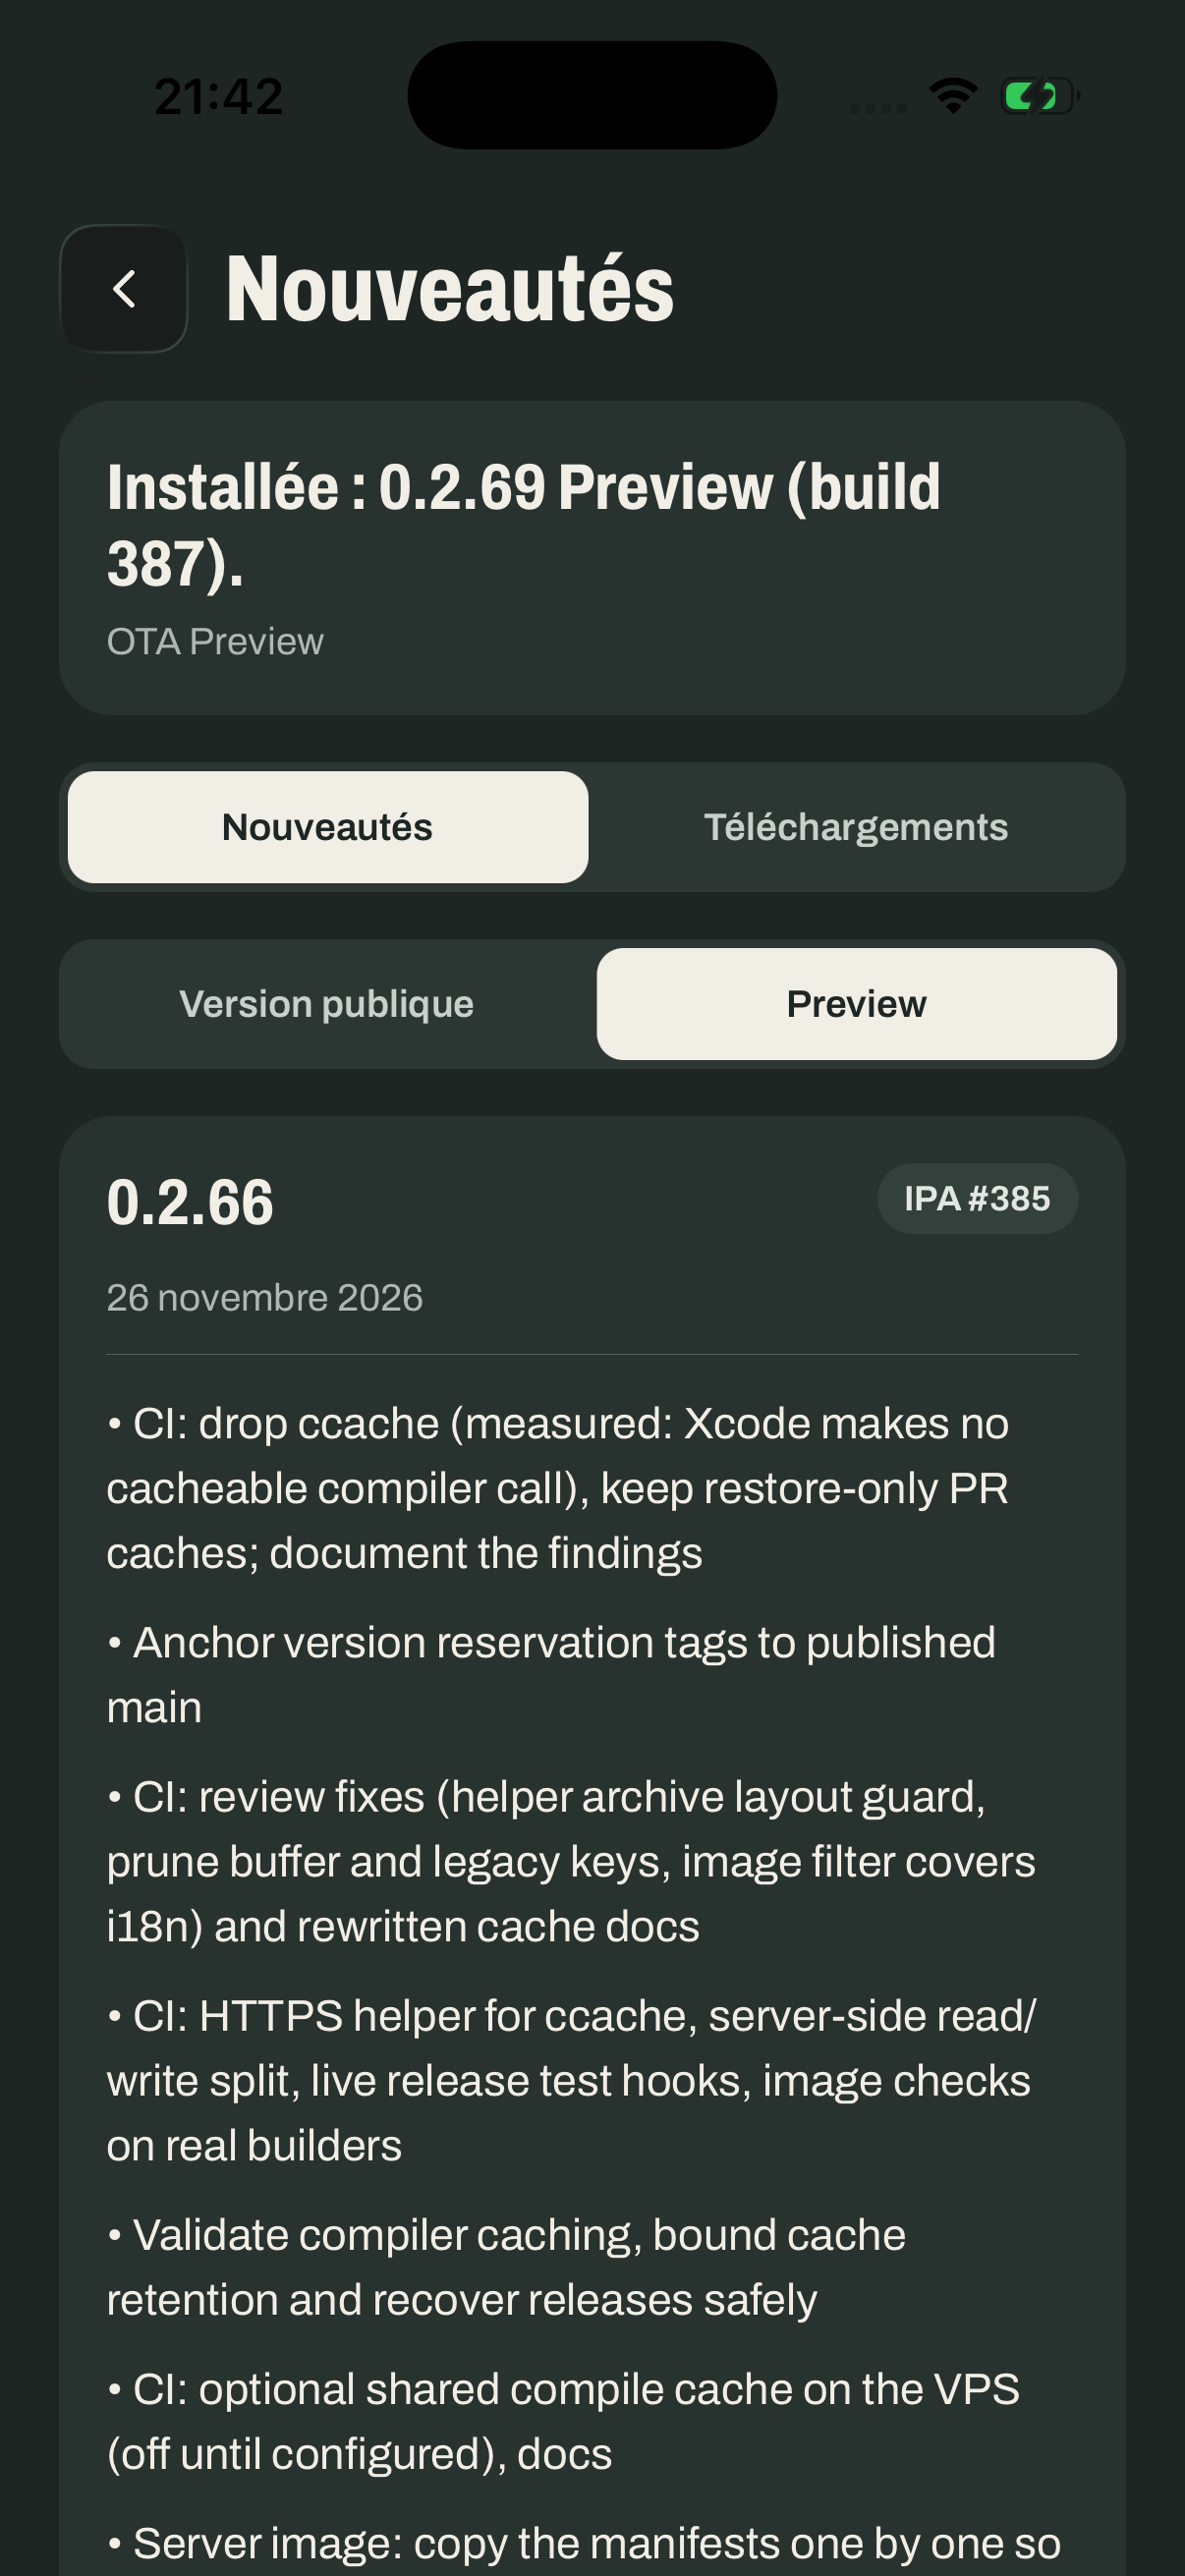 21:42
Nouveautés
Installée : 0.2.69 Preview (build
387).
OTA Preview
Nouveautés
Téléchargements
Version publique
Preview
0.2.66
IPA #385
26 novembre 2026
• CI: drop ccache (measured: Xcode makes no
cacheable compiler call), keep restore-only PR
caches; document the findings
• Anchor version reservation tags to published
main
• CI: review fixes (helper archive layout guard,
prune buffer and legacy keys, image filter covers
i18n) and rewritten cache docs
• CI: HTTPS helper for ccache, server-side read/
write split, live release test hooks, image checks
on real builders
• Validate compiler caching, bound cache
retention and recover releases safely
• CI: optional shared compile cache on the VPS
(off until configured), docs
• Server image: copy the manifests one by one so